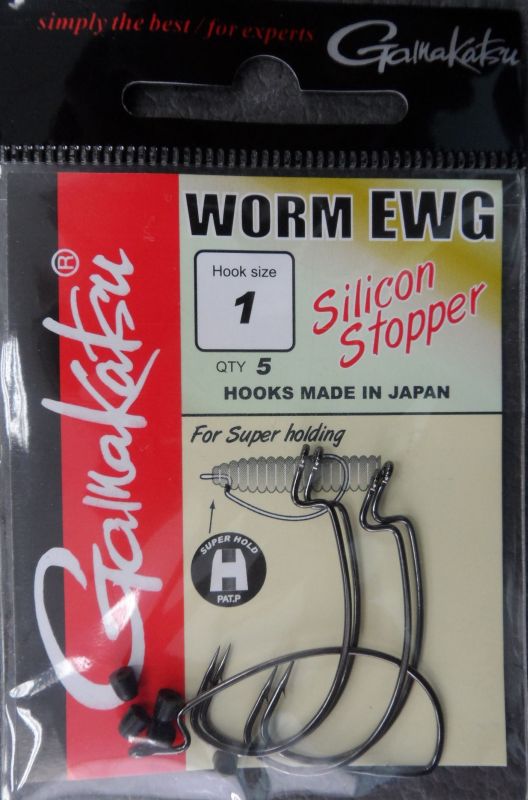 simply the best / for experts
Gamakatsu
Gamakatsu®
WORM EWG
Hook size
1
Silicon
Stopper
QTY 5
HOOKS MADE IN JAPAN
For Super holding
SUPER HOLD
H
PAT.P